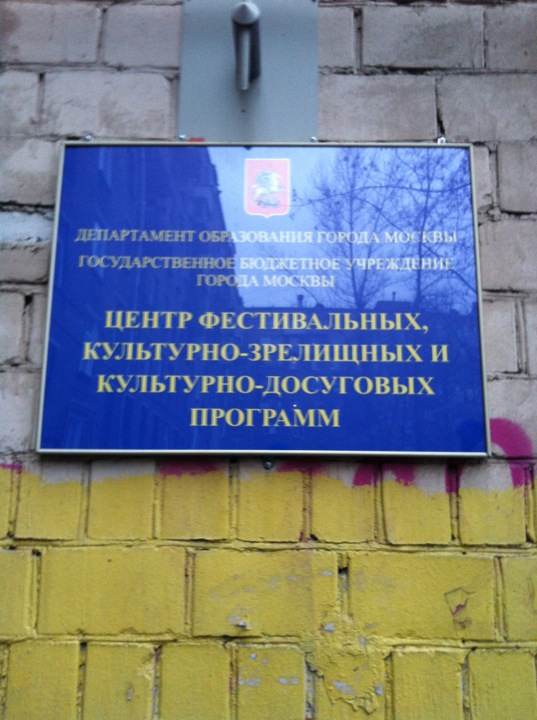 ДЕПАРТАМЕНТ ОБРАЗОВАНИЯ ГОРОДА МОСКВЫ
ГОСУДАРСТВЕННОЕ БЮДЖЕТНОЕ УЧРЕЖДЕНИЕ
ГОРОДА МОСКВЫ
ЦЕНТР ФЕСТИВАЛЬНЫХ,
КУЛЬТУРНО-ЗРЕЛИЩНЫХ И
КУЛЬТУРНО-ДОСУГОВЫХ
ПРОГРАММ